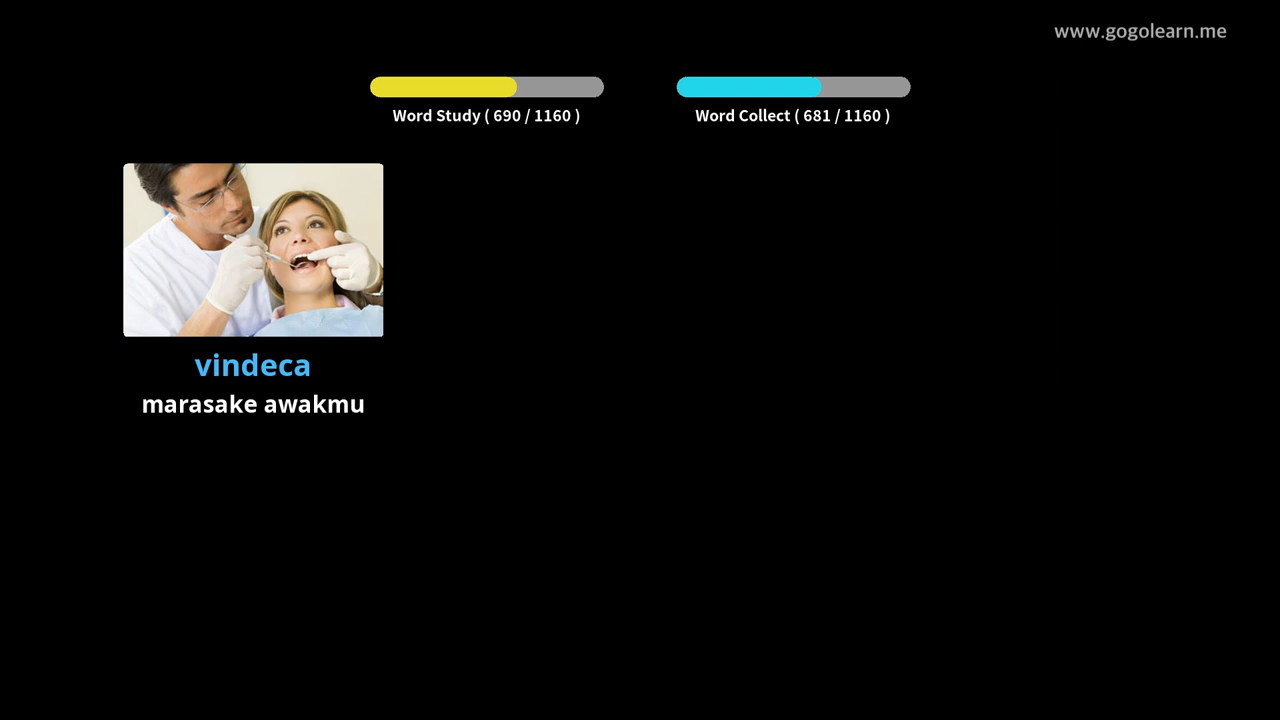 www.gogolearn.me
Word Study ( 690 / 1160 )
Word Collect ( 681 / 1160 )
vindeca
marasake awakmu